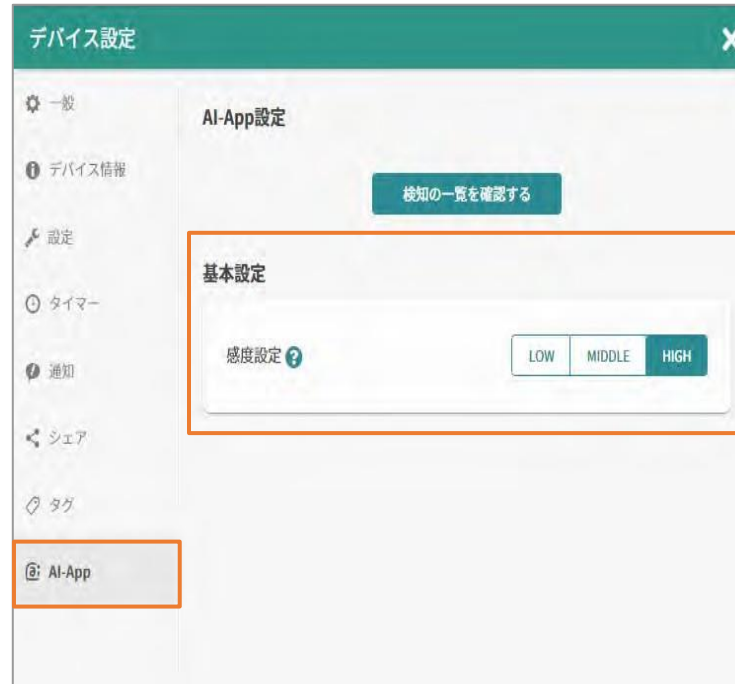 デバイス設定
一般
デバイス情報
設定
タイマー
通知
シェア
タグ
AI-App
AI-App設定
検知の一覧を確認する
基本設定
感度設定
LOW MIDDLE HIGH